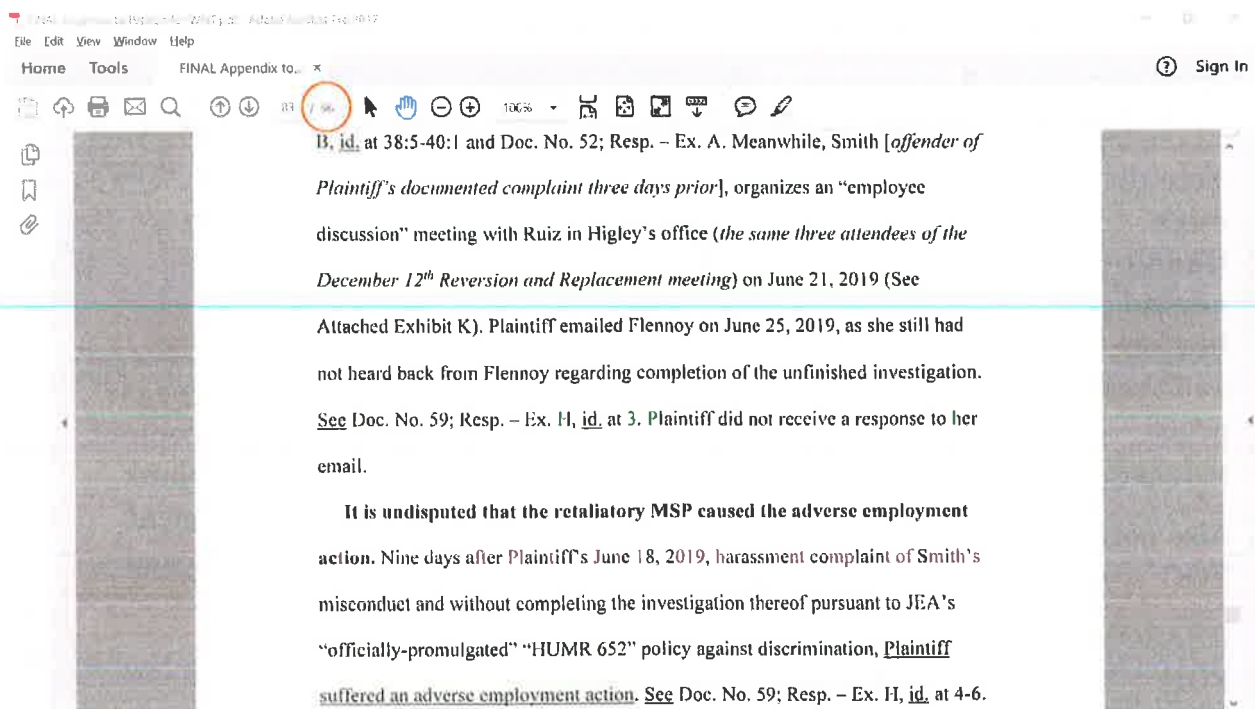 File Edit View Window Help
Home Tools FINAL Appendix to... × ? Sign In
83 / 100%
B, id. at 38:5-40:1 and Doc. No. 52; Resp. – Ex. A. Meanwhile, Smith [offender of
Plaintiff's documented complaint three days prior], organizes an “employee
discussion” meeting with Ruiz in Higley’s office (the same three attendees of the
December 12th Reversion and Replacement meeting) on June 21, 2019 (See
Attached Exhibit K). Plaintiff emailed Flennoy on June 25, 2019, as she still had
not heard back from Flennoy regarding completion of the unfinished investigation.
See Doc. No. 59; Resp. – Ex. H, id. at 3. Plaintiff did not receive a response to her
email.
It is undisputed that the retaliatory MSP caused the adverse employment
action. Nine days after Plaintiff's June 18, 2019, harassment complaint of Smith’s
misconduct and without completing the investigation thereof pursuant to JEA’s
“officially-promulgated” “HUMR 652” policy against discrimination, Plaintiff
suffered an adverse employment action. See Doc. No. 59; Resp. – Ex. H, id. at 4-6.